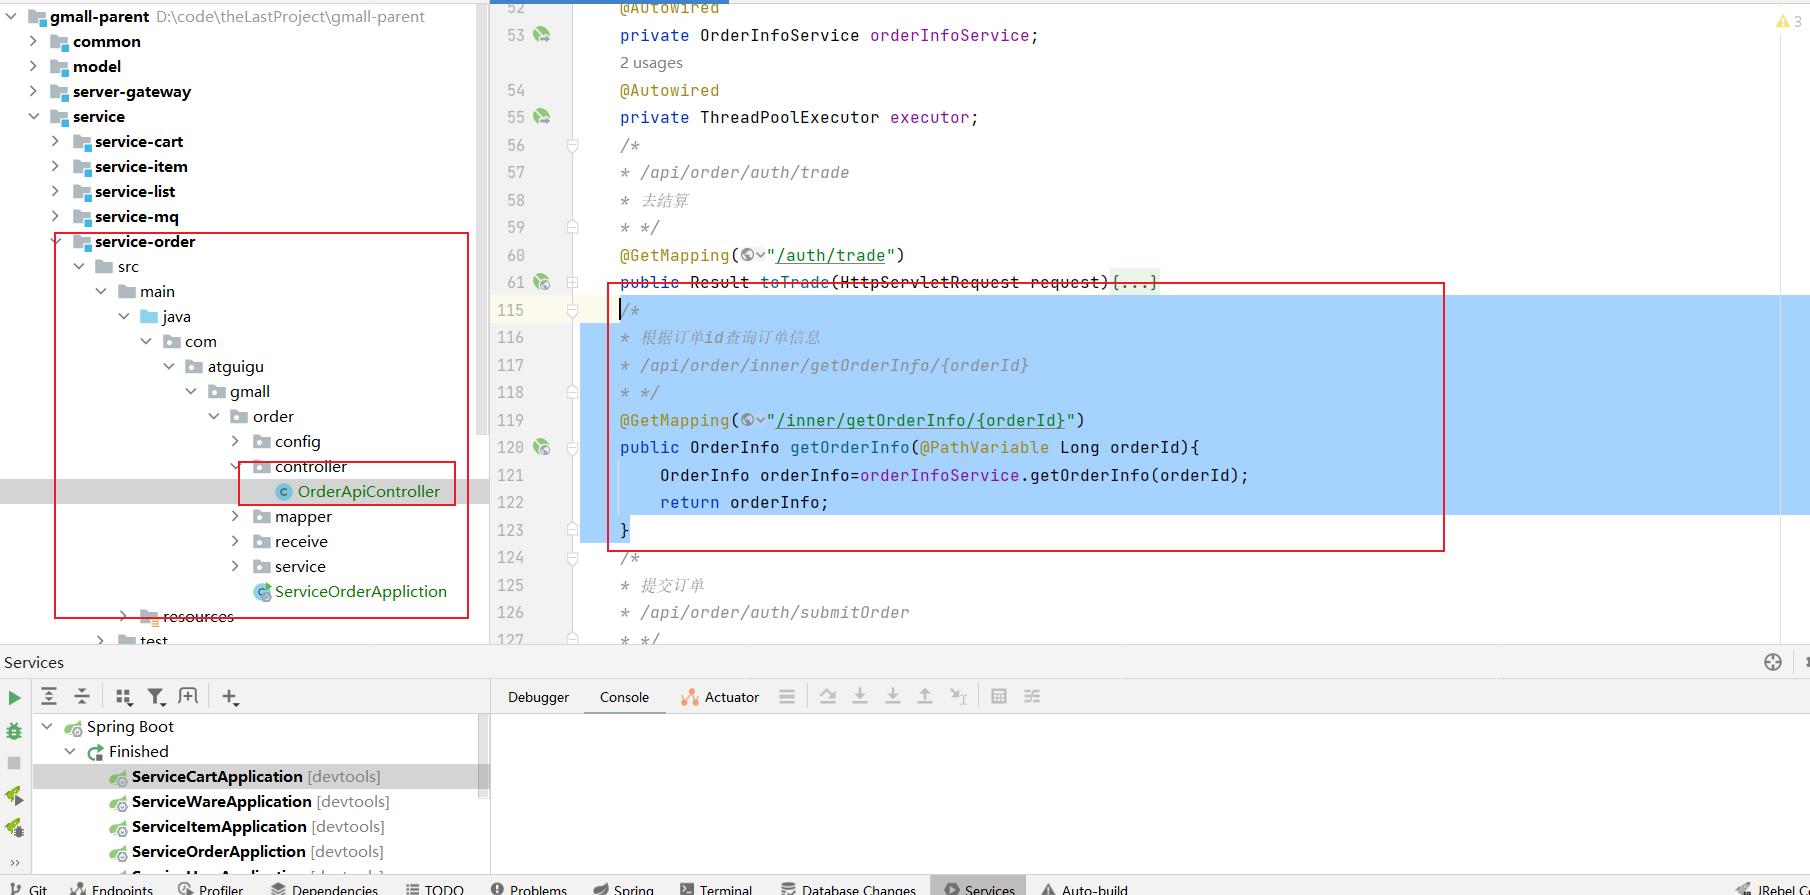 gmall-parent D:\code\theLastProject\gmall-parent
common
model
server-gateway
service
service-cart
service-item
service-list
service-mq
service-order
src
main
java
com
atguigu
gmall
order
config
controller
OrderApiController
mapper
receive
service
ServiceOrderAppliction
resources
test
52 @Autowired
3
53 private OrderInfoService orderInfoService;
2 usages
54 @Autowired
55 private ThreadPoolExecutor executor;
56 /*
57 * /api/order/auth/trade
58 * 去结算
59 * */
60 @GetMapping("/auth/trade")
61 public Result toTrade(HttpServletRequest request){...}
115 /*
116 * 根据订单id查询订单信息
117 * /api/order/inner/getOrderInfo/{orderId}
118 * */
119 @GetMapping("/inner/getOrderInfo/{orderId}")
120 public OrderInfo getOrderInfo(@PathVariable Long orderId){
121 OrderInfo orderInfo=orderInfoService.getOrderInfo(orderId);
122 return orderInfo;
123 }
124 /*
125 * 提交订单
126 * /api/order/auth/submitOrder
127 * */
Services
Debugger Console Actuator
Spring Boot
Finished
ServiceCartApplication [devtools]
ServiceWareApplication [devtools]
ServiceItemApplication [devtools]
ServiceOrderAppliction [devtools]
Git Endpoints Profiler Dependencies TODO Problems Spring Terminal Database Changes Services Auto-build JRebel Co